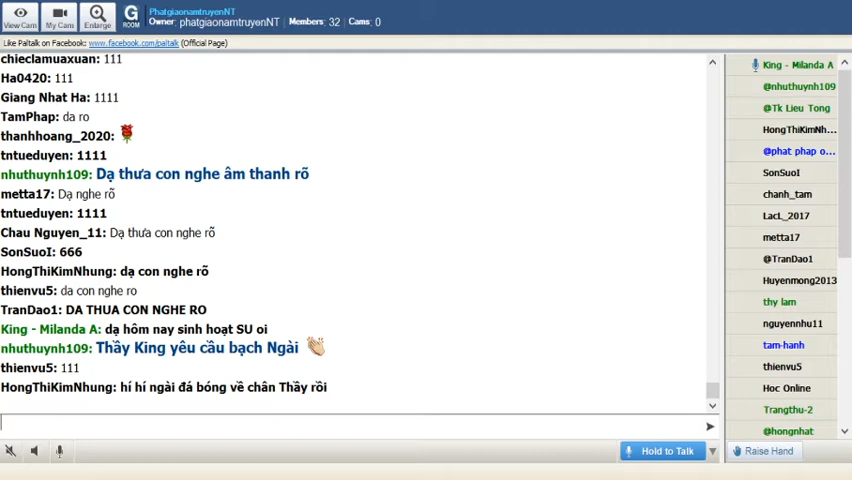 View Cam
My Cam
Enlarge
G
ROOM
PhatgiaonamtruyenNT
Owner: phatgiaonamtruyenNT Members: 32 Cams: 0
Like Paltalk on Facebook: www.facebook.com/paltalk (Official Page)
chieclamuaxuan: 111
Ha0420: 111
Giang Nhat Ha: 1111
TamPhap: da ro
thanhhoang_2020:
tntueduyen: 1111
nhuthuynh109: Dạ thưa con nghe âm thanh rõ
metta17: Dạ nghe rõ
tntueduyen: 1111
Chau Nguyen_11: Dạ thưa con nghe rõ
SonSuoI: 666
HongThiKimNhung: dạ con nghe rõ
thienvu5: da con nghe ro
TranDao1: DA THUA CON NGHE RO
King - Milanda A: dạ hôm nay sinh hoạt SU oi
nhuthuynh109: Thầy King yêu cầu bạch Ngài
thienvu5: 111
HongThiKimNhung: hí hí ngài đá bóng về chân Thầy rồi
Hold to Talk
King - Milanda A
@nhuthuynh109
@Tk Lieu Tong
HongThiKimNh...
@phat phap o...
SonSuoI
chanh_tam
LacL_2017
metta17
@TranDao1
Huyenmong2013
thy lam
nguyennhu11
tam-hanh
thienvu5
Hoc Online
Trangthu-2
@hongnhat
Raise Hand